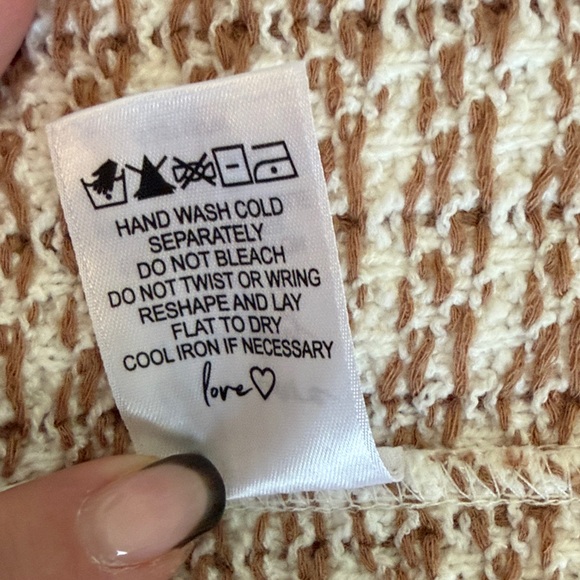 HAND WASH COLD
SEPARATELY
DO NOT BLEACH
DO NOT TWIST OR WRING
RESHAPE AND LAY
FLAT TO DRY
COOL IRON IF NECESSARY
love♡